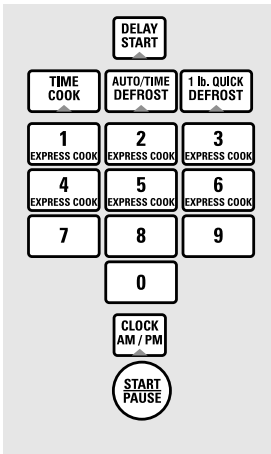 DELAY
START
TIME
COOK
AUTO/TIME
DEFROST
1 lb. QUICK
DEFROST
1
EXPRESS COOK
2
EXPRESS COOK
3
EXPRESS COOK
4
EXPRESS COOK
5
EXPRESS COOK
6
EXPRESS COOK
7
8
9
0
CLOCK
AM / PM
START
PAUSE